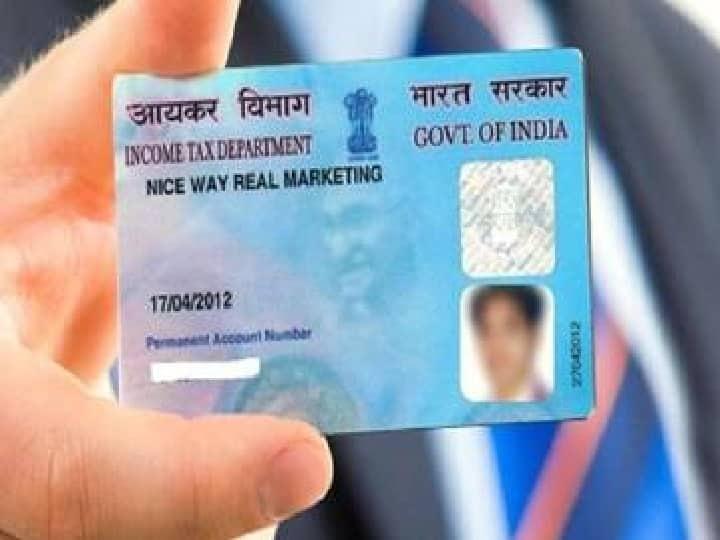 आयकर विभाग
भारत सरकार
INCOME TAX DEPARTMENT
GOVT. OF INDIA
NICE WAY REAL MARKETING
17/04/2012
Permanent Account Number
27042012